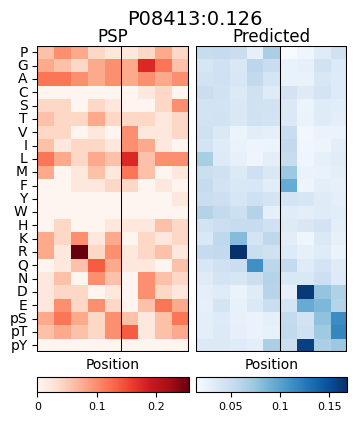 P08413:0.126
PSP Predicted
P
G
A
C
S
T
V
I
L
M
F
Y
W
H
K
R
Q
N
D
E
pS
pT
pY
Position Position
0 0.1 0.2 0.05 0.1 0.15